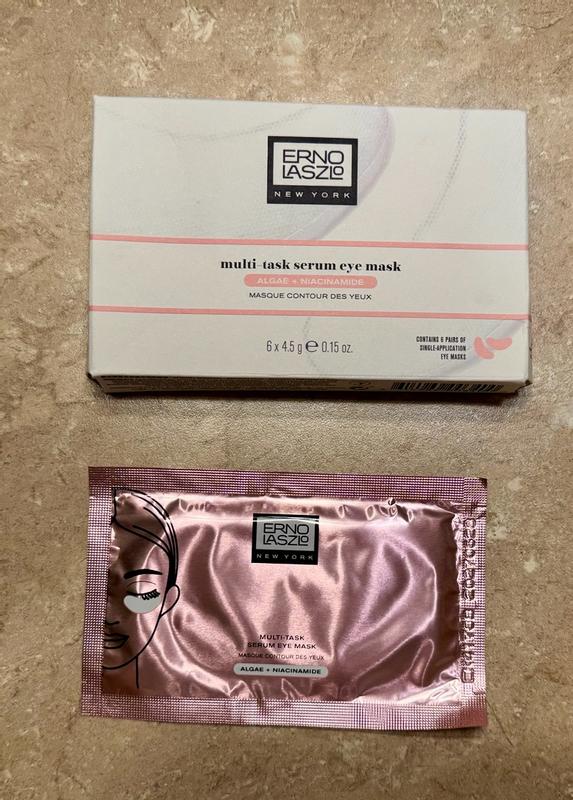 ERNO
LASZLO
NEW YORK
multi-task serum eye mask
ALGAE + NIACINAMIDE
MASQUE CONTOUR DES YEUX
6 x 4.5 g ℮ 0.15 oz.
CONTAINS 6 PAIRS OF
SINGLE-APPLICATION
EYE MASKS
ERNO
LASZLO
NEW YORK
MULTI-TASK
SERUM EYE MASK
MASQUE CONTOUR DES YEUX
ALGAE + NIACINAMIDE